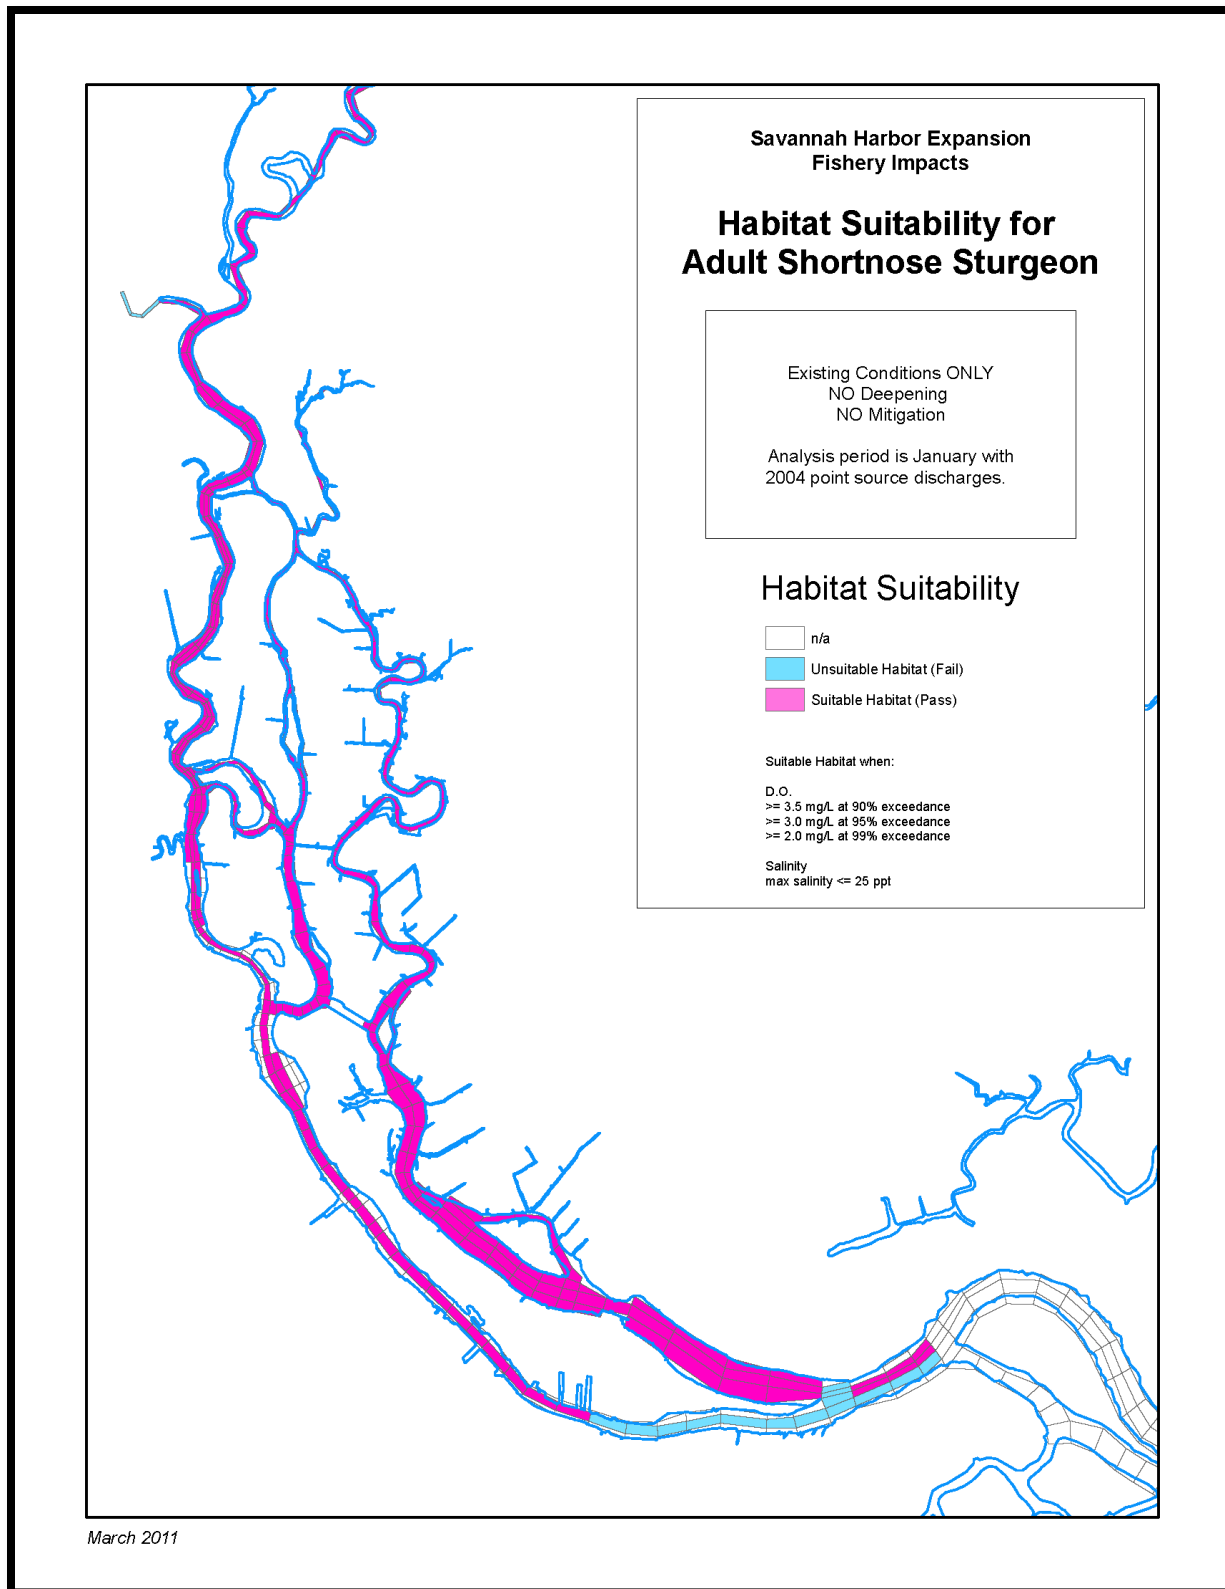 Savannah Harbor Expansion
Fishery Impacts
Habitat Suitability for
Adult Shortnose Sturgeon
Existing Conditions ONLY
NO Deepening
NO Mitigation
Analysis period is January with
2004 point source discharges.
Habitat Suitability
n/a
Unsuitable Habitat (Fail)
Suitable Habitat (Pass)
Suitable Habitat when:
D.O.
>= 3.5 mg/L at 90% exceedance
>= 3.0 mg/L at 95% exceedance
>= 2.0 mg/L at 99% exceedance
Salinity
max salinity <= 25 ppt
March 2011